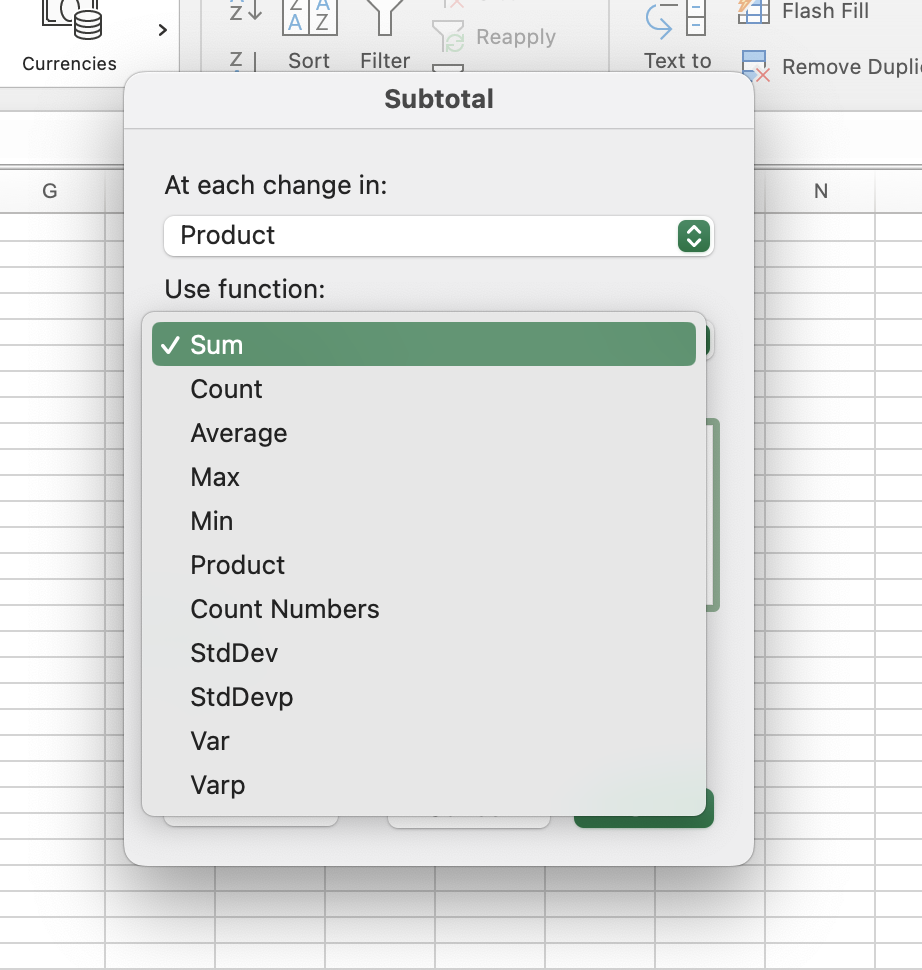 Flash Fill
Reapply
Currencies
Sort
Filter
Text to
Remove Dupli
Subtotal
G
N
At each change in:
Product
Use function:
✓ Sum
Count
Average
Max
Min
Product
Count Numbers
StdDev
StdDevp
Var
Varp